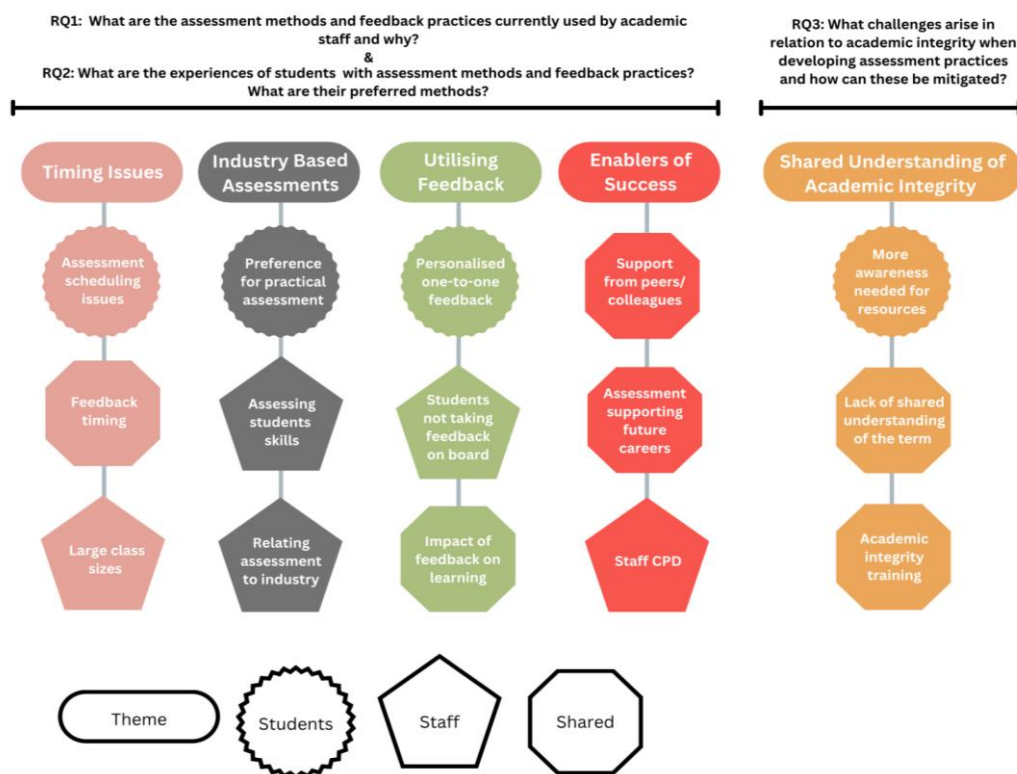 RQ1: What are the assessment methods and feedback practices currently used by academic
staff and why?
&
RQ2: What are the experiences of students with assessment methods and feedback practices?
What are their preferred methods?
RQ3: What challenges arise in
relation to academic integrity when
developing assessment practices
and how can these be mitigated?
Timing Issues
Assessment
scheduling
issues
Feedback
timing
Large class
sizes
Industry Based
Assessments
Preference
for practical
assessment
Assessing
students
skills
Relating
assessment
to industry
Utilising
Feedback
Personalised
one-to-one
feedback
Students
not taking
feedback
on board
Impact of
feedback on
learning
Enablers of
Success
Support
from peers/
colleagues
Assessment
supporting
future
careers
Staff CPD
Shared Understanding of
Academic Integrity
More
awareness
needed for
resources
Lack of shared
understanding
of the term
Academic
integrity
training
Theme
Students
Staff
Shared